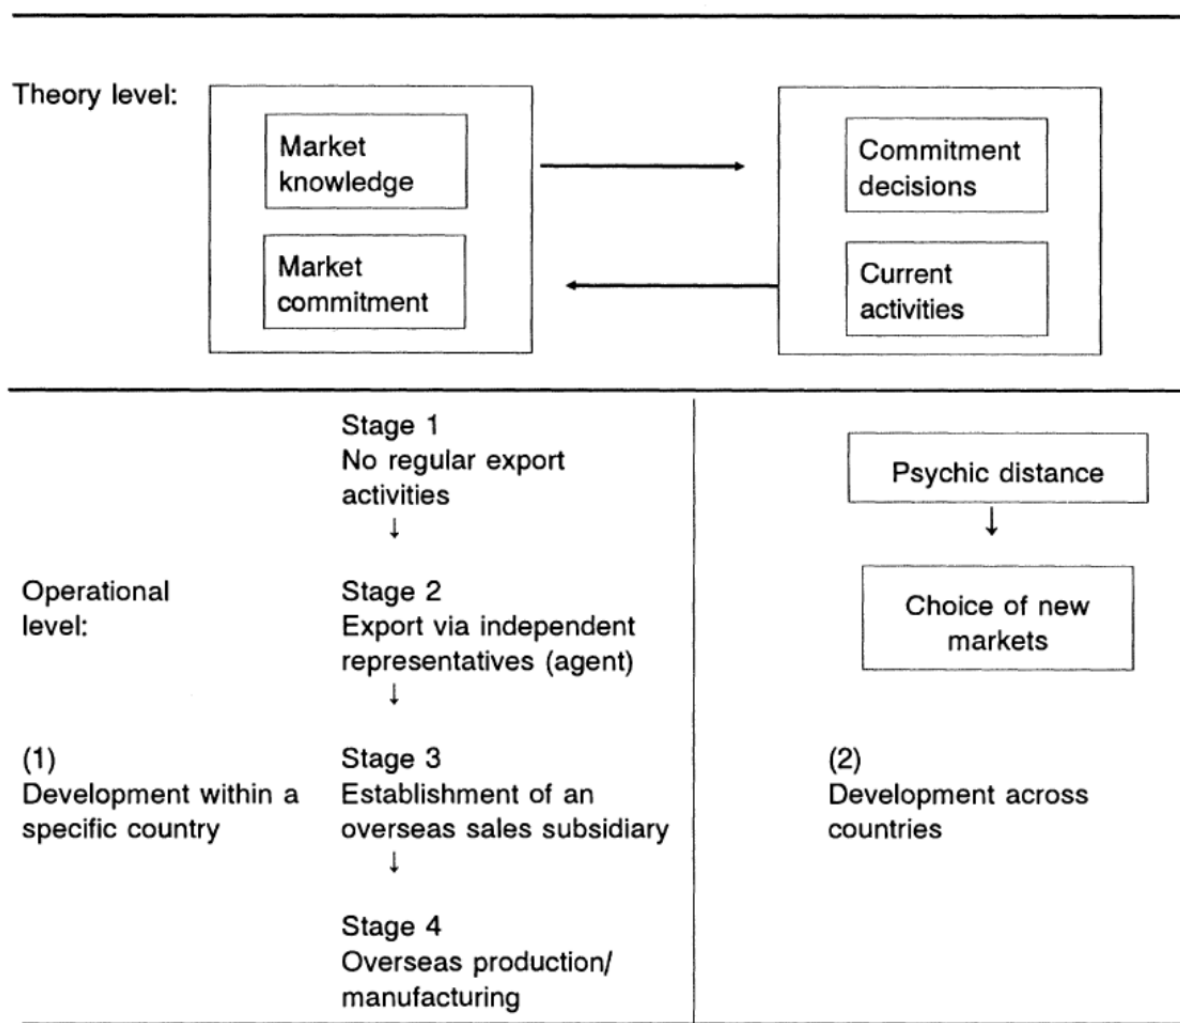 Theory level:
Market
knowledge
Market
commitment
Commitment
decisions
Current
activities
Operational
level:
(1)
Development within a
specific country
Stage 1
No regular export
activities
↓
Stage 2
Export via independent
representatives (agent)
↓
Stage 3
Establishment of an
overseas sales subsidiary
↓
Stage 4
Overseas production/
manufacturing
Psychic distance
↓
Choice of new
markets
(2)
Development across
countries